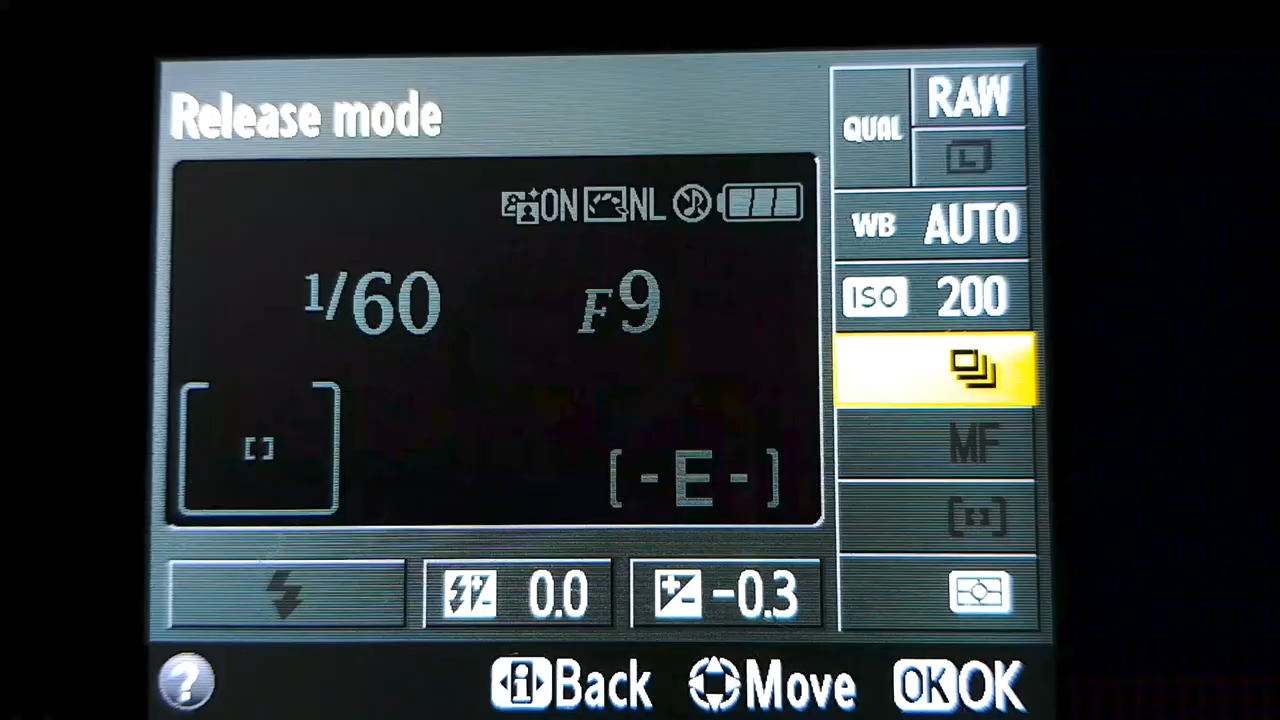 Release mode
ON NL
1/60 F9
[-E-]
0.0 -0.3
QUAL RAW
L
WB AUTO
ISO 200
MF
? i Back Move OK OK